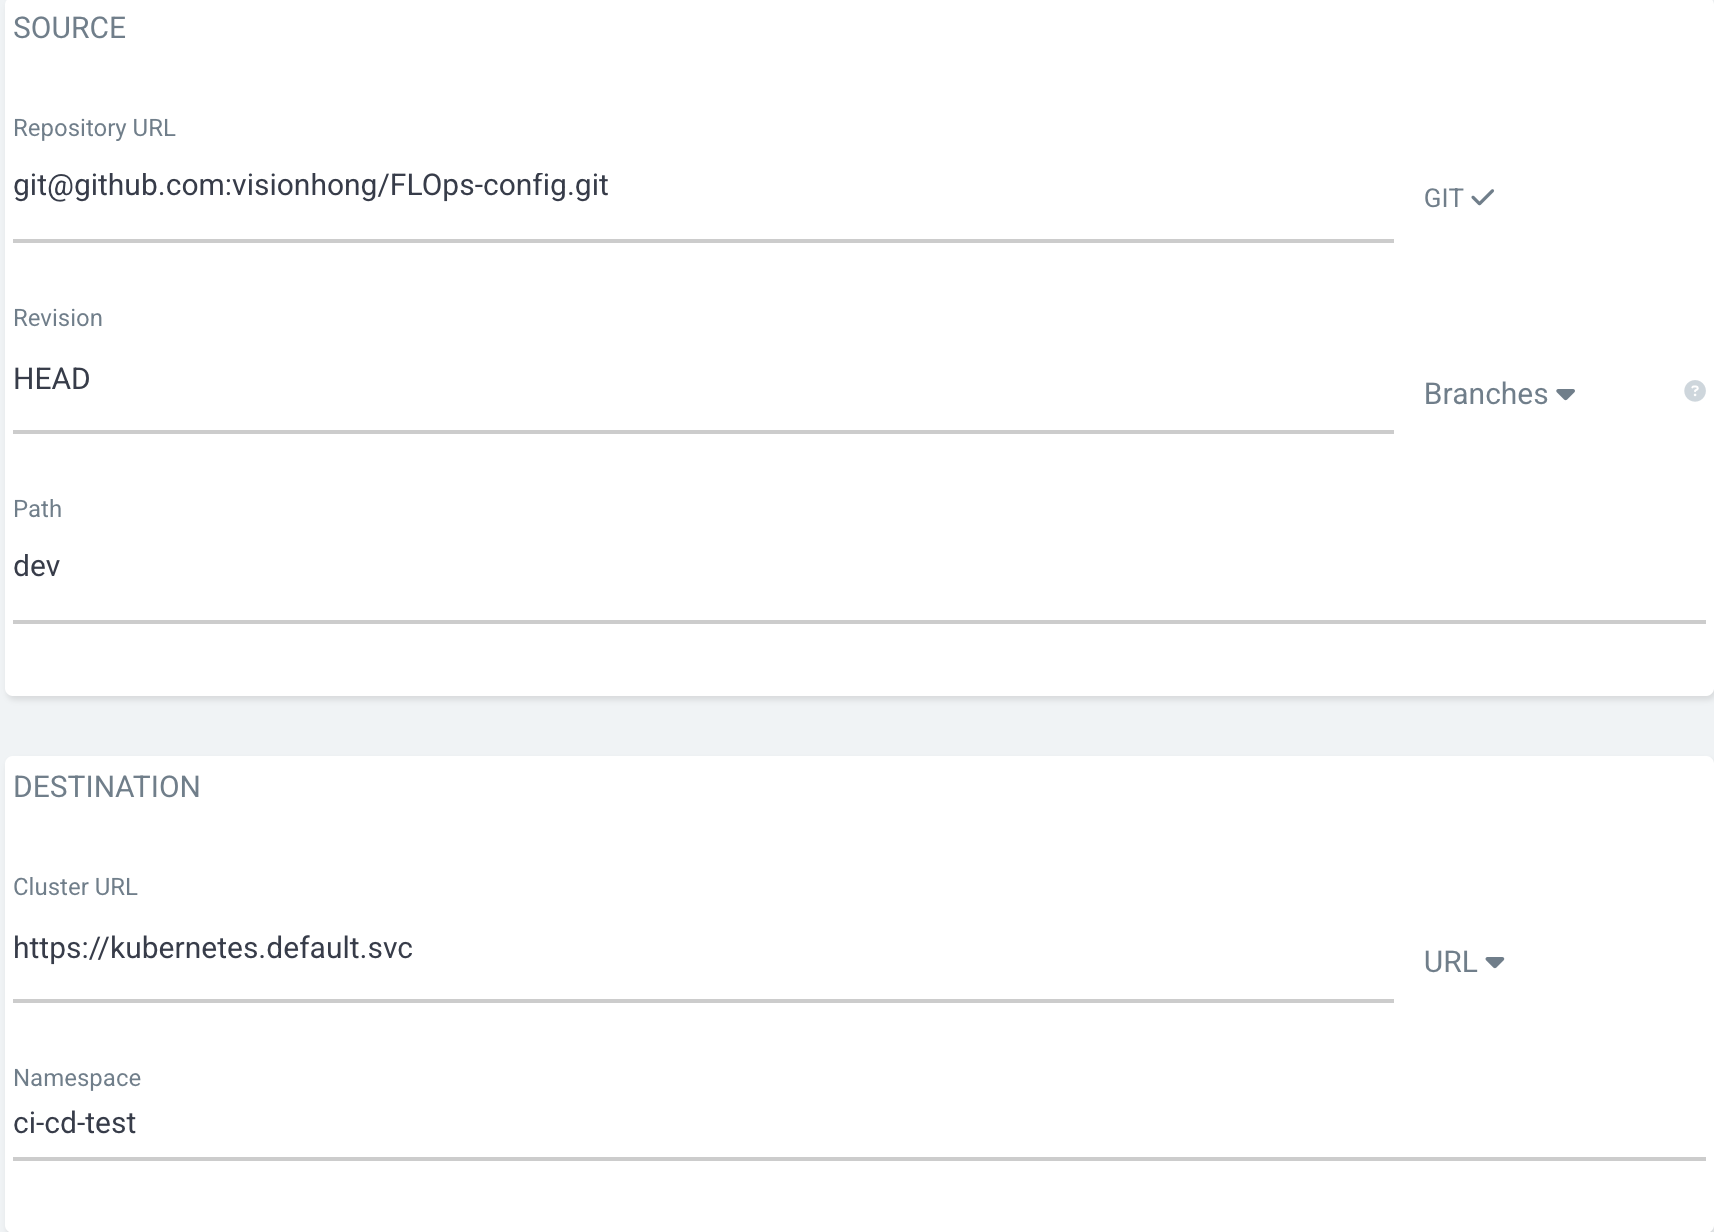 SOURCE
Repository URL
git@github.com:visionhong/FLOps-config.git
GIT
Revision
HEAD
Branches
?
Path
dev
DESTINATION
Cluster URL
https://kubernetes.default.svc
URL
Namespace
ci-cd-test